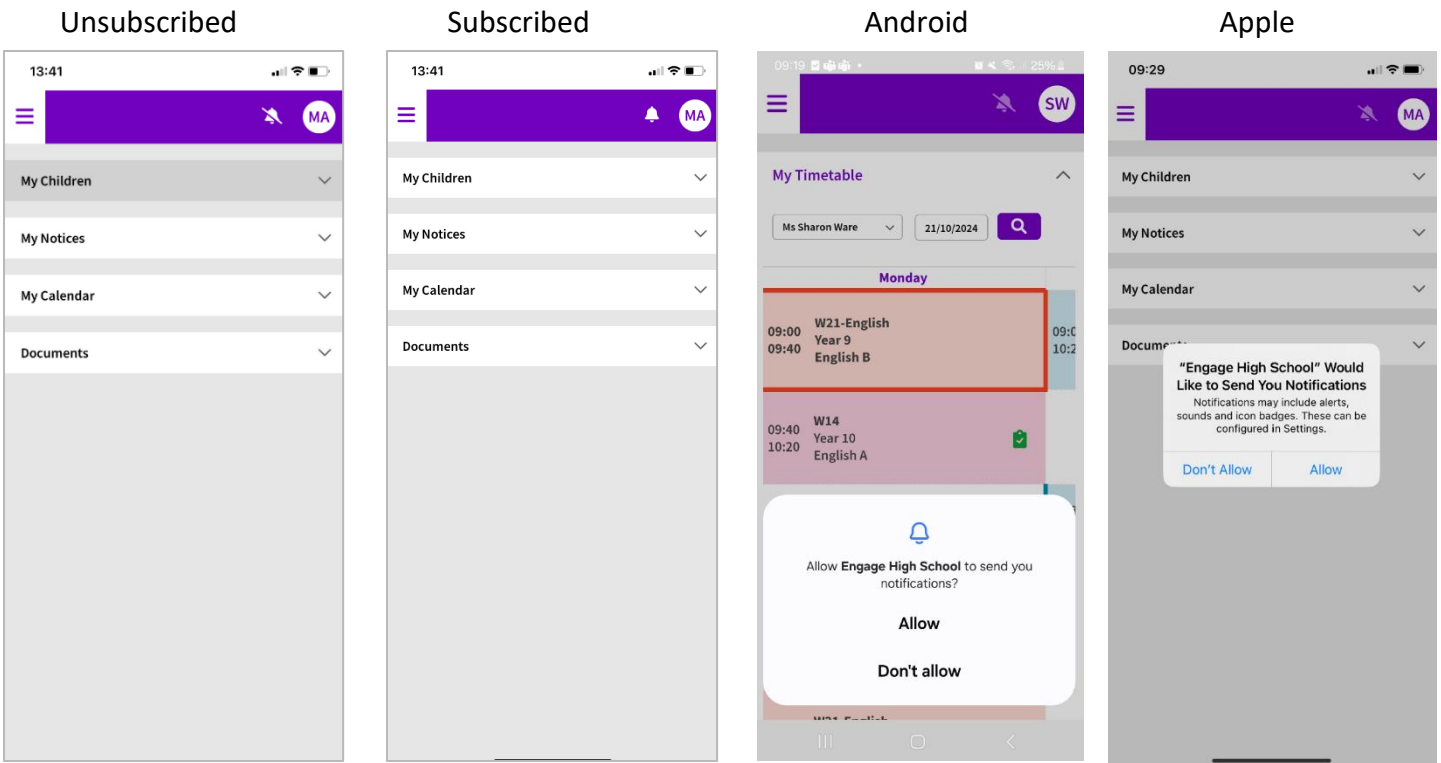 Unsubscribed
Subscribed
Android
Apple
13:41
MA
My Children
My Notices
My Calendar
Documents
13:41
MA
My Children
My Notices
My Calendar
Documents
09:19
25%
SW
My Timetable
Ms Sharon Ware
21/10/2024
Monday
09:00
09:40
W21-English
Year 9
English B
09:40
10:20
W14
Year 10
English A
Allow Engage High School to send you
notifications?
Allow
Don't allow
W21-English
09:29
MA
My Children
My Notices
My Calendar
"Engage High School" Would
Like to Send You Notifications
Notifications may include alerts,
sounds and icon badges. These can be
configured in Settings.
Don't Allow
Allow